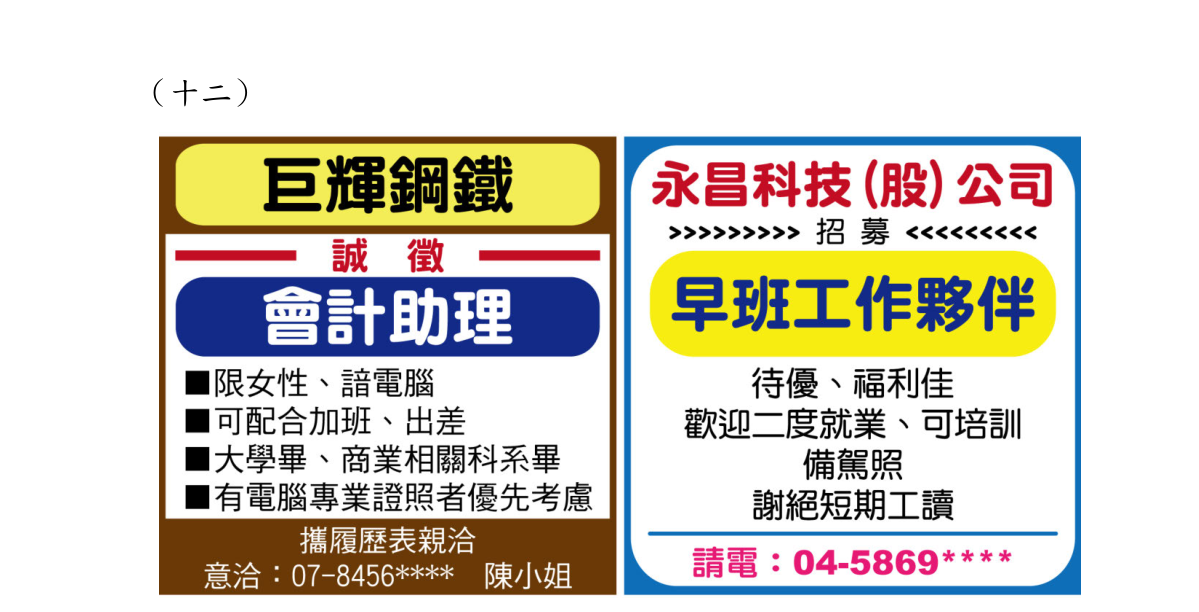 （十二）
巨輝鋼鐵
誠 徵
會計助理
■限女性、諳電腦
■可配合加班、出差
■大學畢、商業相關科系畢
■有電腦專業證照者優先考慮
攜履歷表親洽
意洽：07-8456**** 陳小姐
永昌科技(股)公司
>>>>>>>>> 招 募 <<<<<<<<<
早班工作夥伴
待優、福利佳
歡迎二度就業、可培訓
備駕照
謝絕短期工讀
請電：04-5869****